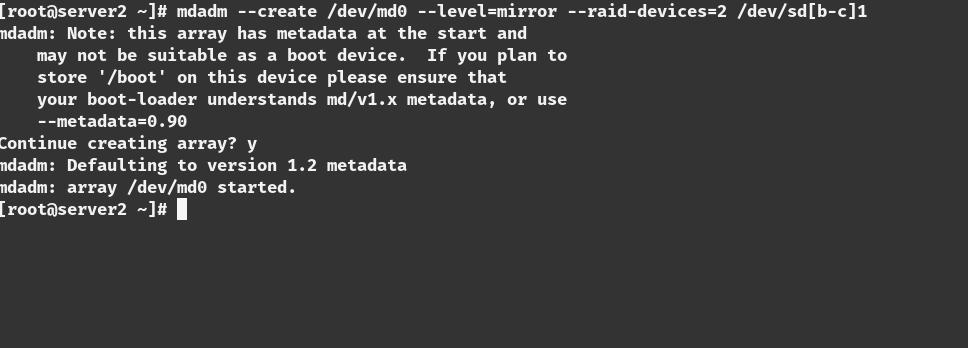 [root@server2 ~]# mdadm --create /dev/md0 --level=mirror --raid-devices=2 /dev/sd[b-c]1
mdadm: Note: this array has metadata at the start and
    may not be suitable as a boot device.  If you plan to
    store '/boot' on this device please ensure that
    your boot-loader understands md/v1.x metadata, or use
    --metadata=0.90
Continue creating array? y
mdadm: Defaulting to version 1.2 metadata
mdadm: array /dev/md0 started.
[root@server2 ~]#